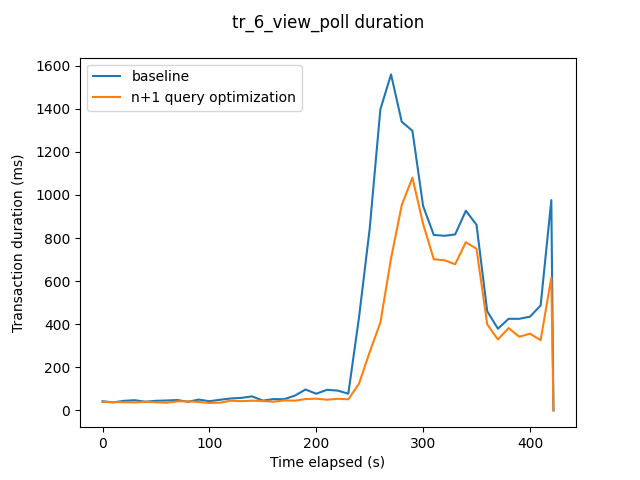 tr_6_view_poll duration
baseline
n+1 query optimization
Transaction duration (ms)
1600
1400
1200
1000
800
600
400
200
0
0 100 200 300 400
Time elapsed (s)